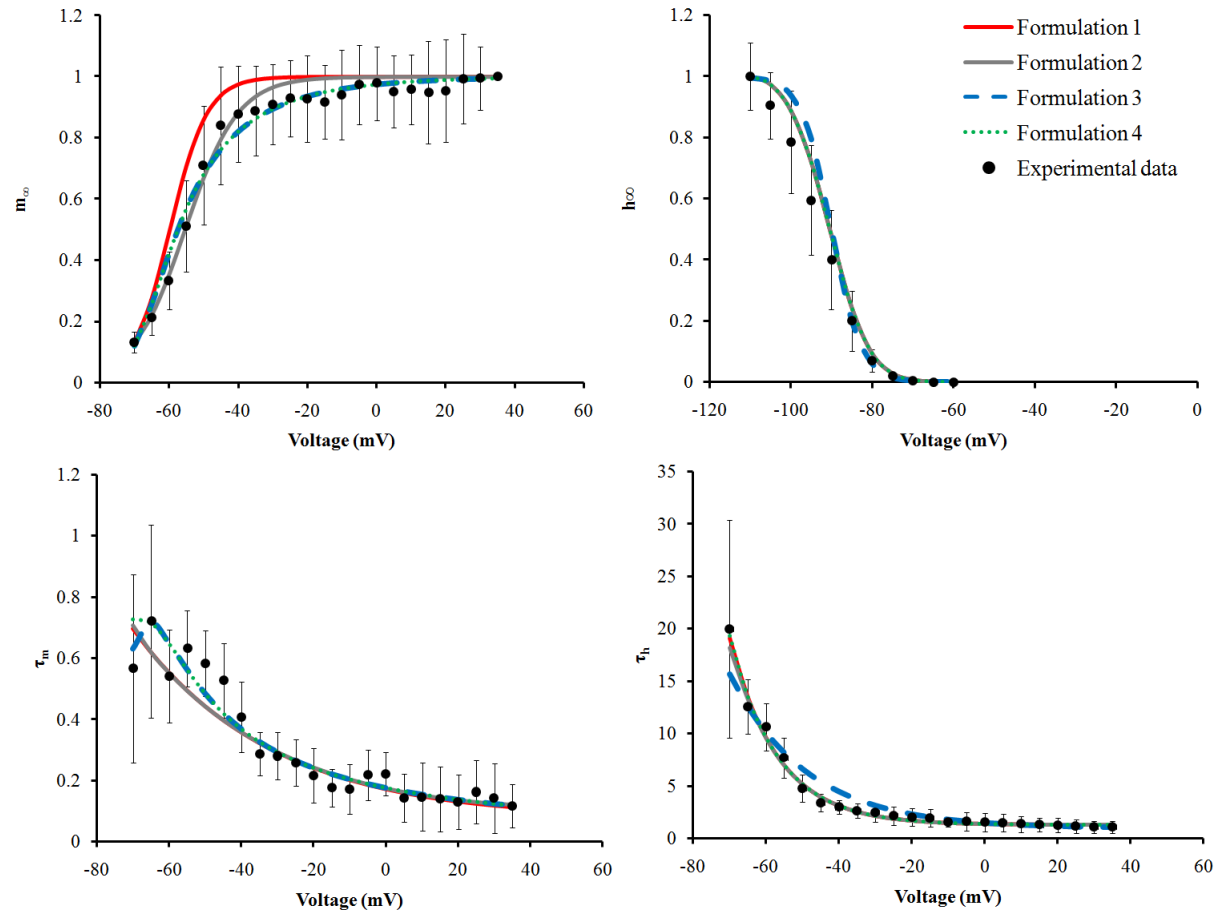 1.2
1
0.8
0.6
0.4
0.2
0
m∞
-80 -60 -40 -20 0 20 40 60
Voltage (mV)
1.2
1
0.8
0.6
0.4
0.2
0
h∞
-120 -100 -80 -60 -40 -20 0
Voltage (mV)
Formulation 1
Formulation 2
Formulation 3
Formulation 4
Experimental data
1.2
1
0.8
0.6
0.4
0.2
0
τm
-80 -60 -40 -20 0 20 40 60
Voltage (mV)
35
30
25
20
15
10
5
0
τh
-80 -60 -40 -20 0 20 40 60
Voltage (mV)